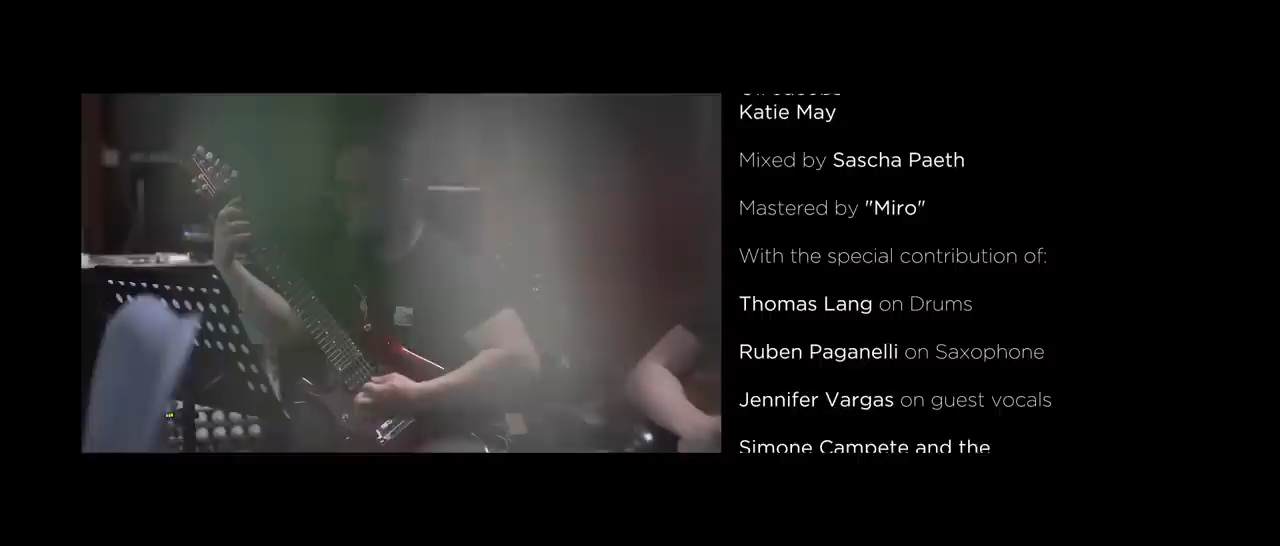 Katie May
Mixed by Sascha Paeth
Mastered by "Miro"
With the special contribution of:
Thomas Lang on Drums
Ruben Paganelli on Saxophone
Jennifer Vargas on guest vocals
Simone Campete and the